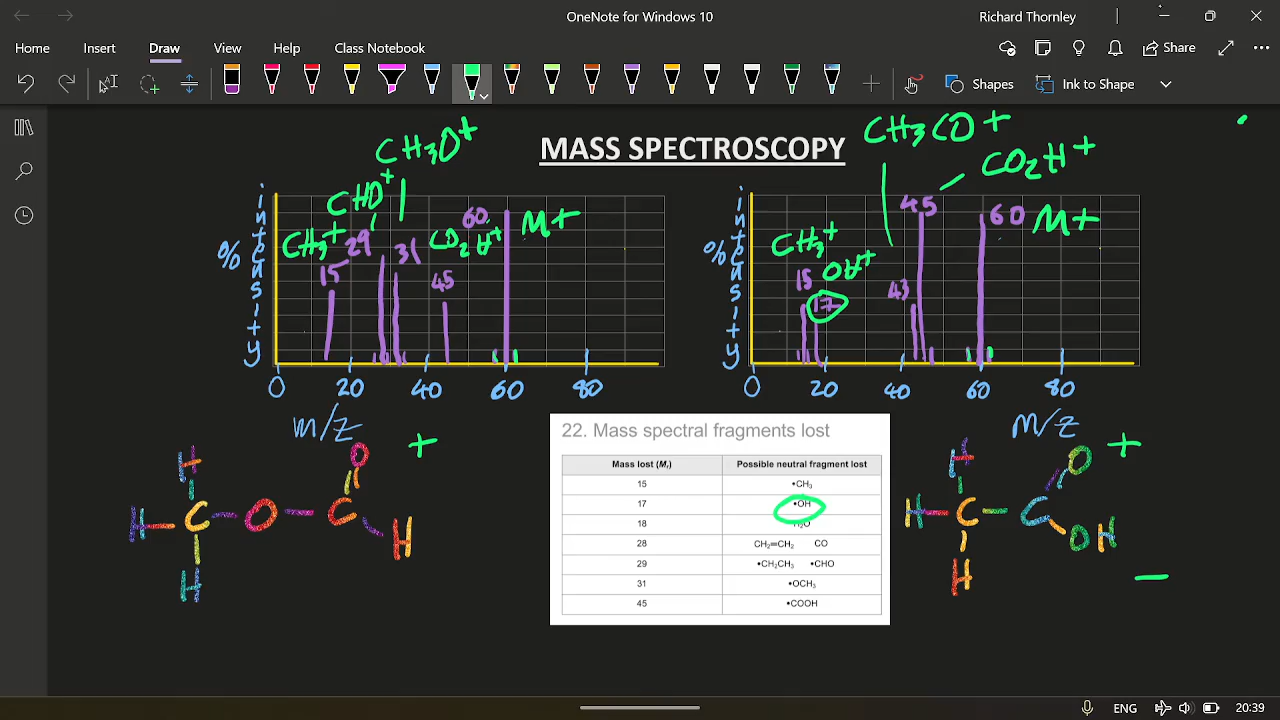 OneNote for Windows 10
Richard Thornley
Home Insert Draw View Help Class Notebook
Share
Shapes
Ink to Shape
MASS SPECTROSCOPY
CH3O+
CHO+
CH3+
29
15
31
CO2H+
45
60
M+
% intensity
0 20 40 60 80
m/z
CH3CO+
CO2H+
CH3+
OH+
15
17
43
45
60
M+
% intensity
0 20 40 60 80
m/z
H
H C O C O
H
H
+
22. Mass spectral fragments lost
Mass lost (Mr) Possible neutral fragment lost
15 •CH3
17 •OH
18 H2O
28 CH2=CH2 CO
29 •CH2CH3 •CHO
31 •OCH3
45 •COOH
H
H C C O
OH
H
+
20:39
ENG